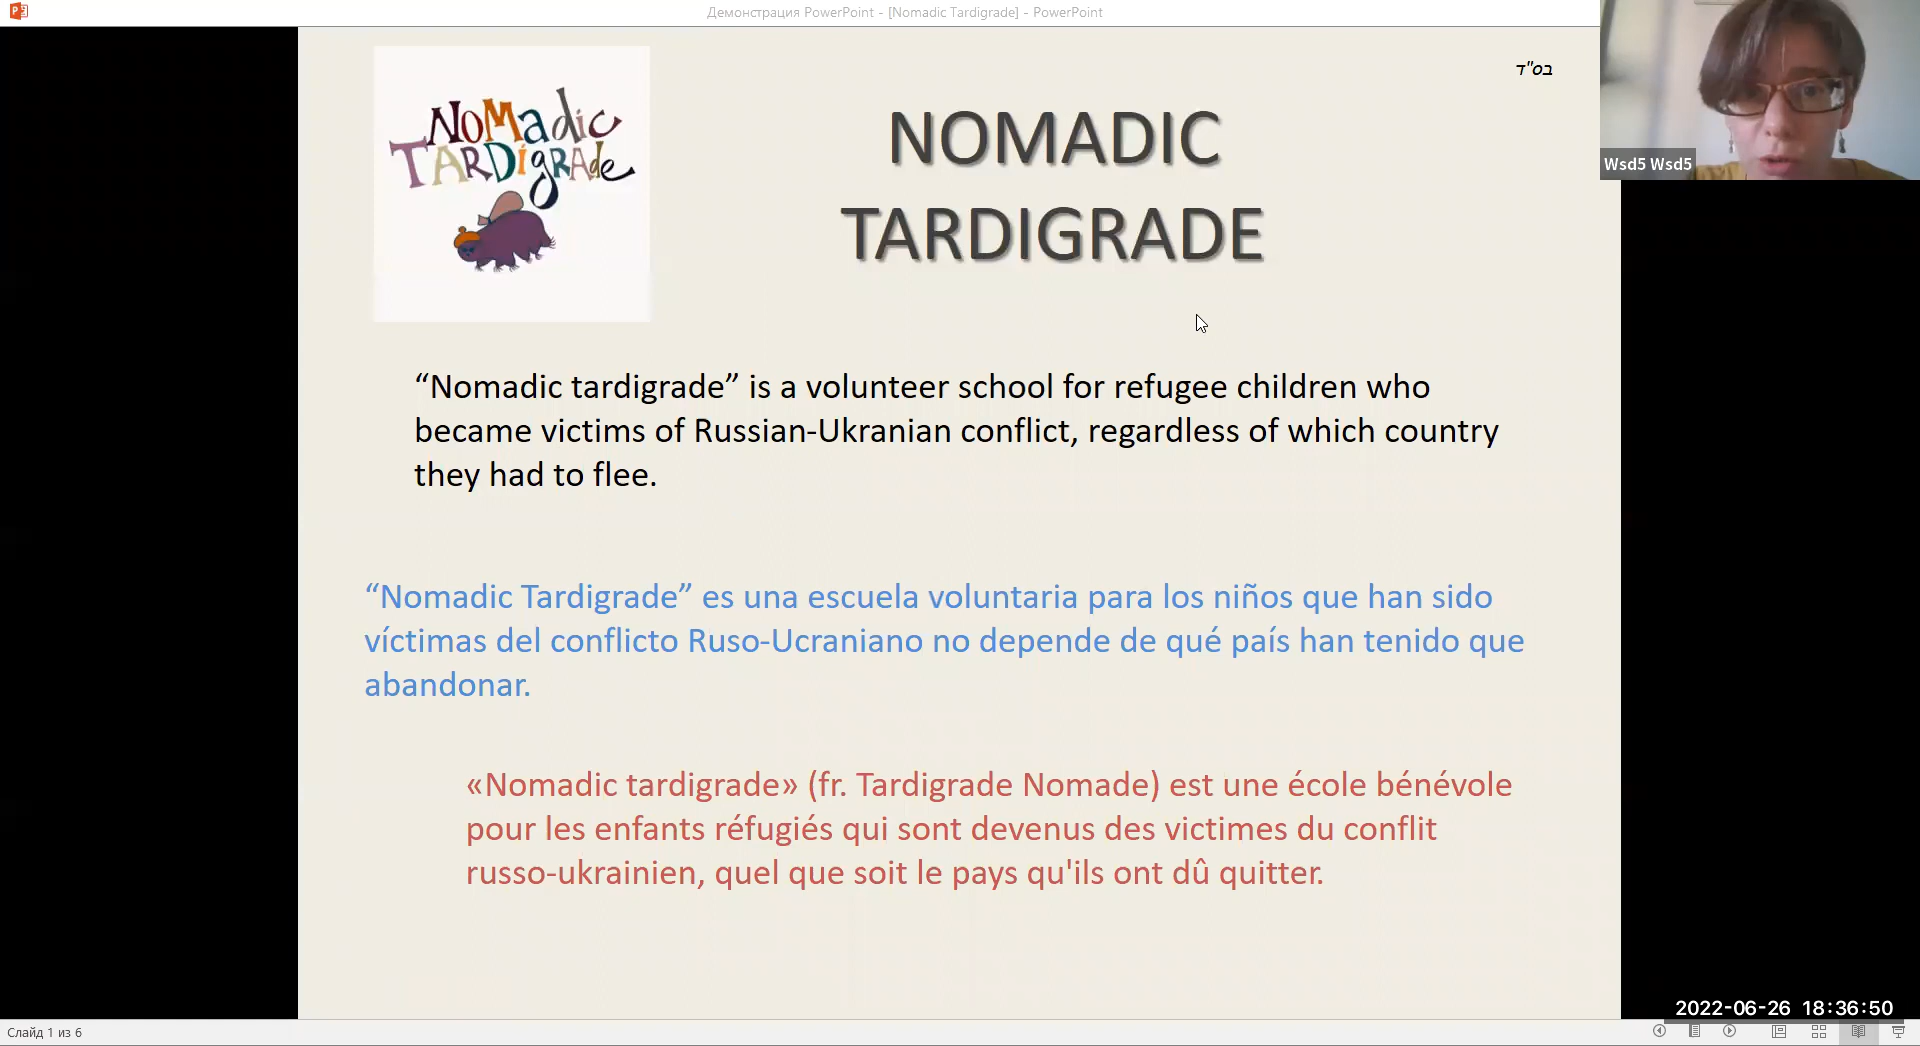 Демонстрация PowerPoint - [Nomadic Tardigrade] - PowerPoint
בס"ד
NOMADIC
TARDIGRADE
NOMADIC
TARDIGRADE
Wsd5 Wsd5
“Nomadic tardigrade” is a volunteer school for refugee children who
became victims of Russian-Ukranian conflict, regardless of which country
they had to flee.
“Nomadic Tardigrade” es una escuela voluntaria para los niños que han sido
víctimas del conflicto Ruso-Ucraniano no depende de qué país han tenido que
abandonar.
«Nomadic tardigrade» (fr. Tardigrade Nomade) est une école bénévole
pour les enfants réfugiés qui sont devenus des victimes du conflit
russo-ukrainien, quel que soit le pays qu'ils ont dû quitter.
2022-06-26 18:36:50
Слайд 1 из 6